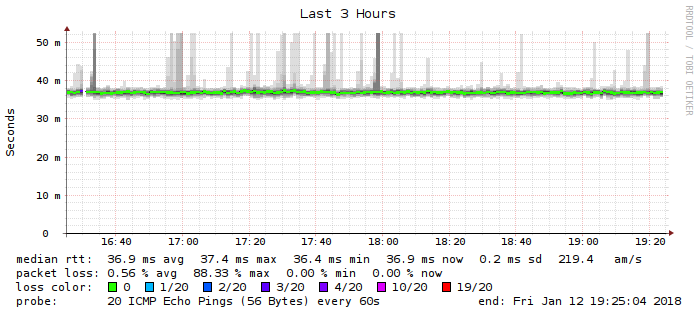 Last 3 Hours
RRDTOOL / TOBI OETIKER
Seconds
50 m
40 m
30 m
20 m
10 m
0
16:40 17:00 17:20 17:40 18:00 18:20 18:40 19:00 19:20
median rtt: 36.9 ms avg 37.4 ms max 36.4 ms min 36.9 ms now 0.2 ms sd 219.4 am/s
packet loss: 0.56 % avg 88.33 % max 0.00 % min 0.00 % now
loss color: 0 1/20 2/20 3/20 4/20 10/20 19/20
probe: 20 ICMP Echo Pings (56 Bytes) every 60s end: Fri Jan 12 19:25:04 2018